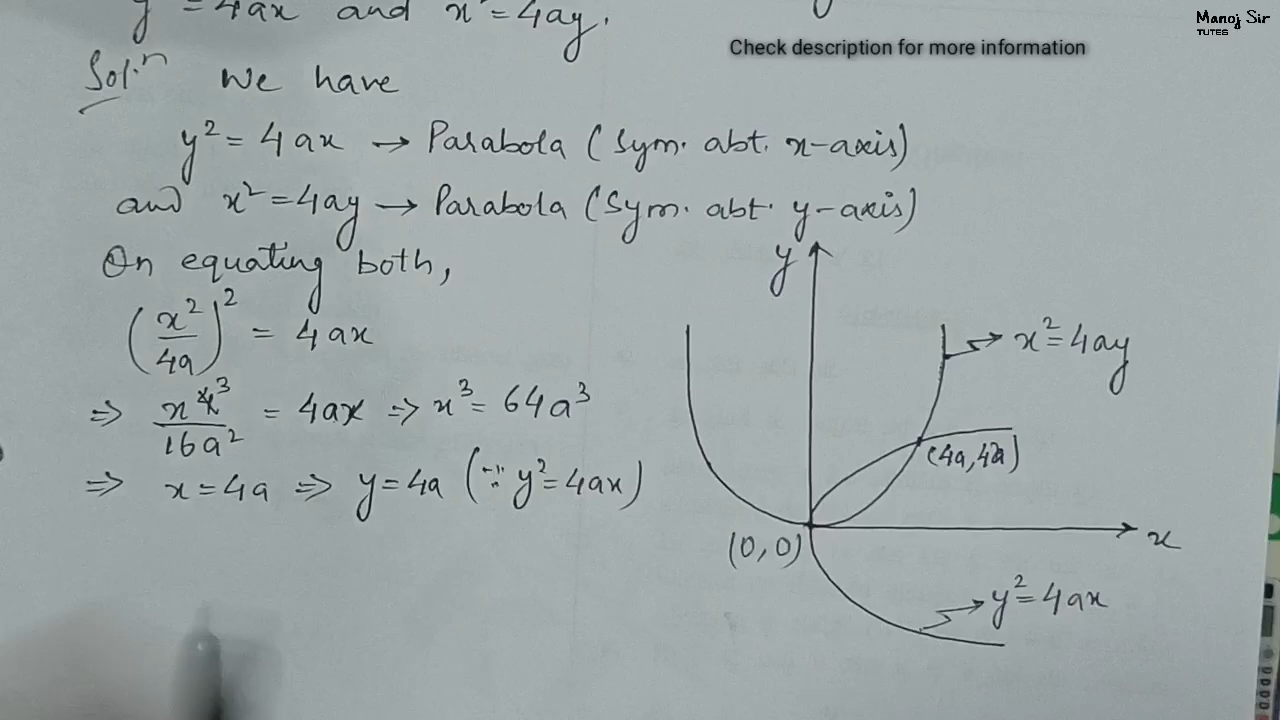 y² = 4ax and x² = 4ay.
Solⁿ. We have
y² = 4ax → Parabola (Sym. abt. x-axis)
and x² = 4ay → Parabola (Sym. abt. y-axis)
On equating both,
(x²/4a)² = 4ax
⇒ x⁴ ³/16a² = 4ax ⇒ x³ = 64a³
⇒ x = 4a ⇒ y = 4a (∵ y² = 4ax)
y
x² = 4ay
(4a, 4a)
(0, 0)
x
y² = 4ax
Check description for more information
Manoj Sir
TUTES